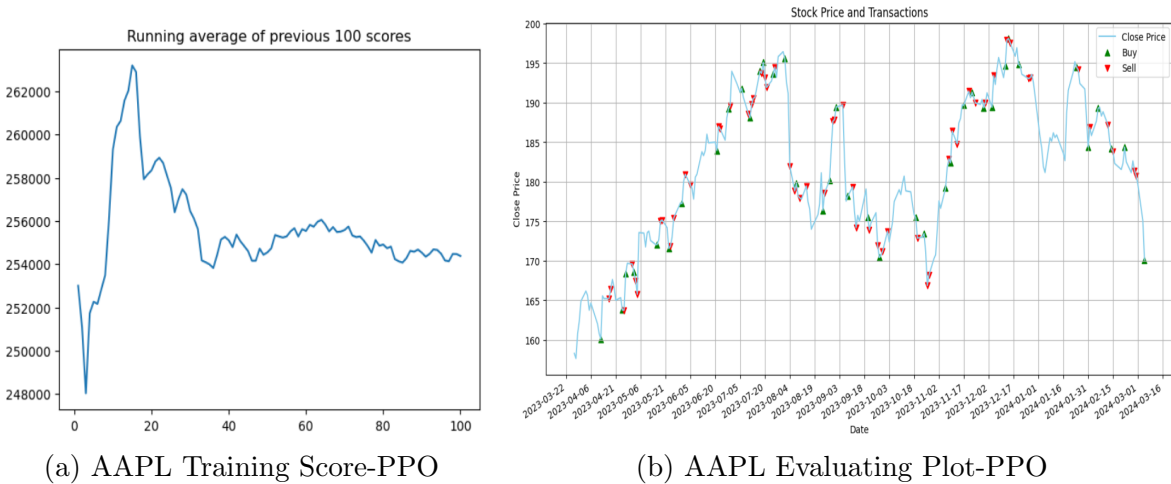 Running average of previous 100 scores
262000
260000
258000
256000
254000
252000
250000
248000
0 20 40 60 80 100
(a) AAPL Training Score-PPO
Stock Price and Transactions
200
195
190
185
180
175
170
165
160
Close Price
Close Price
Buy
Sell
2023-03-22 2023-04-06 2023-04-21 2023-05-06 2023-05-21 2023-06-05 2023-06-20 2023-07-05 2023-07-20 2023-08-04 2023-08-19 2023-09-03 2023-09-18 2023-10-03 2023-10-18 2023-11-02 2023-11-17 2023-12-02 2023-12-17 2024-01-01 2024-01-16 2024-01-31 2024-02-15 2024-03-01 2024-03-16
Date
(b) AAPL Evaluating Plot-PPO